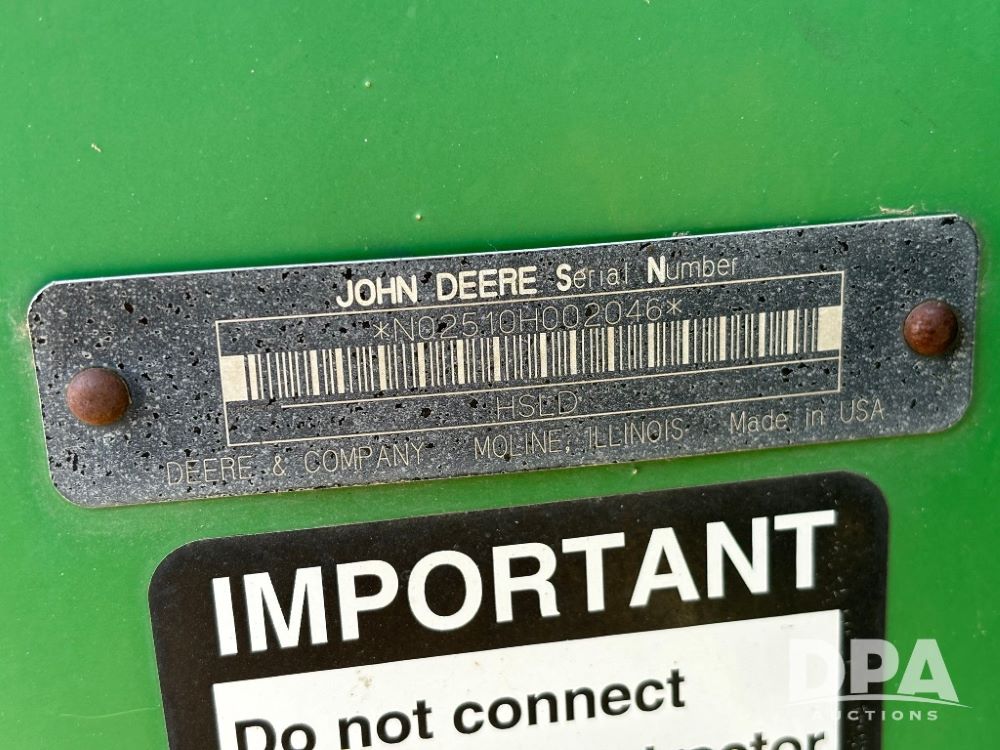 JOHN DEERE Serial Number
*N02510H002046*
HSLD
DEERE & COMPANY MOLINE, ILLINOIS Made in USA
IMPORTANT
Do not connect
DPA
AUCTIONS